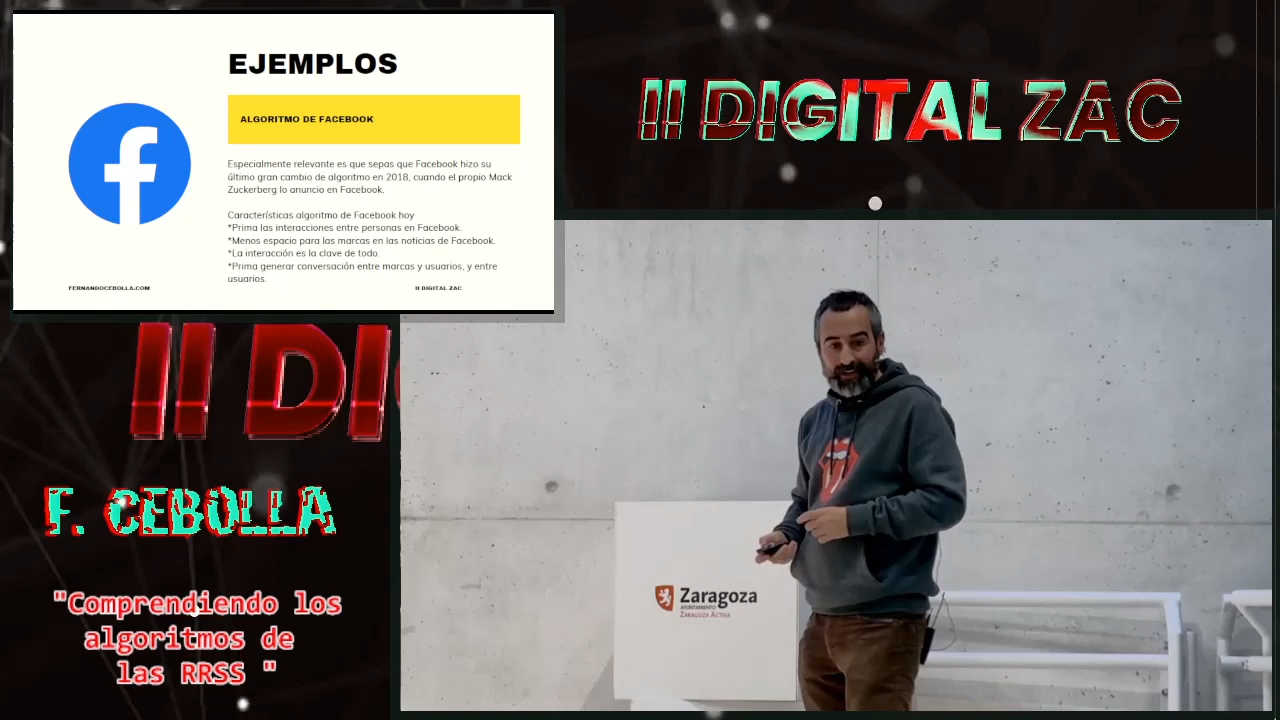 EJEMPLOS
ALGORITMO DE FACEBOOK
Especialmente relevante es que sepas que Facebook hizo su
último gran cambio de algoritmo en 2018, cuando el propio Mack
Zuckerberg lo anuncio en Facebook.
Características algoritmo de Facebook hoy
*Prima las interacciones entre personas en Facebook.
*Menos espacio para las marcas en las noticias de Facebook.
*La interacción es la clave de todo.
*Prima generar conversación entre marcas y usuarios, y entre
usuarios.
FERNANDOCEBOLLA.COM
II DIGITAL ZAC
II DIGITAL ZAC
II DI
F. CEBOLLA
"Comprendiendo los
algoritmos de
las RRSS "
Zaragoza
AYUNTAMIENTO
ZARAGOZA ACTIVA